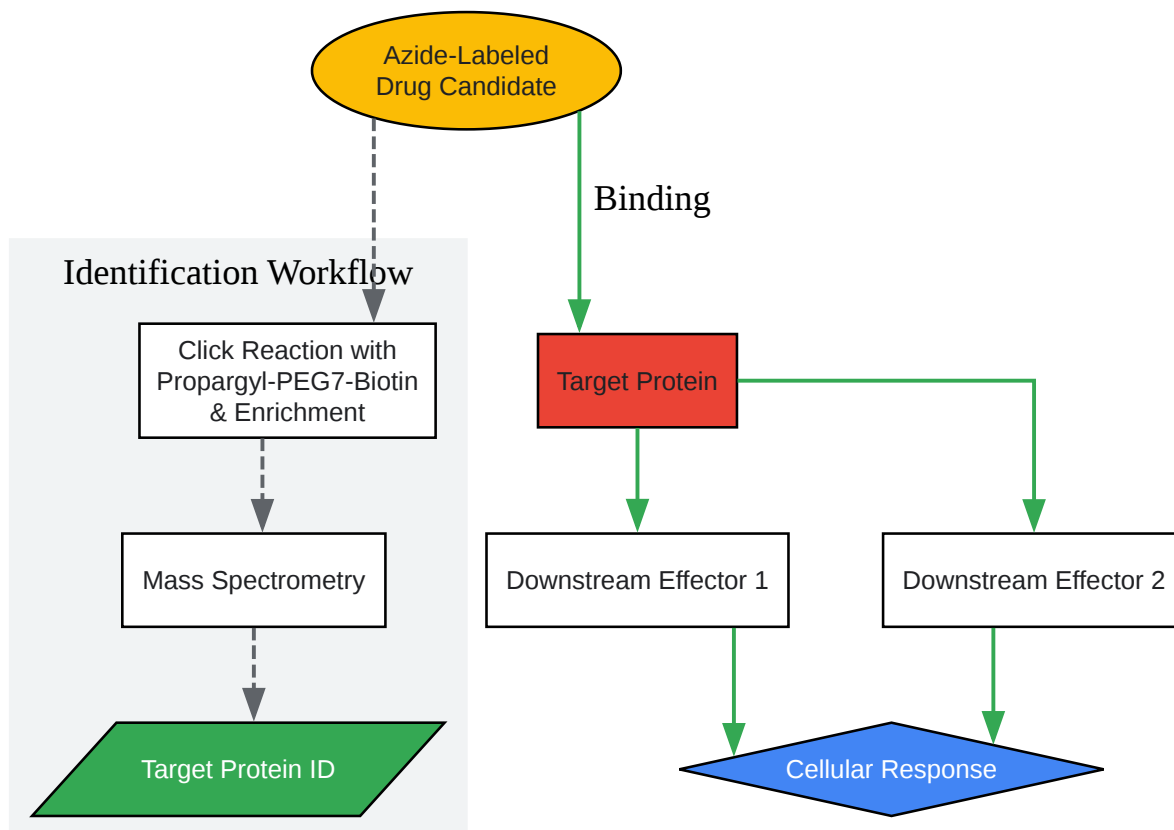 Azide-Labeled
Drug Candidate
Binding
Identification Workflow
Click Reaction with
Propargyl-PEG7-Biotin
& Enrichment
Target Protein
Mass Spectrometry
Downstream Effector 1
Downstream Effector 2
Target Protein ID
Cellular Response